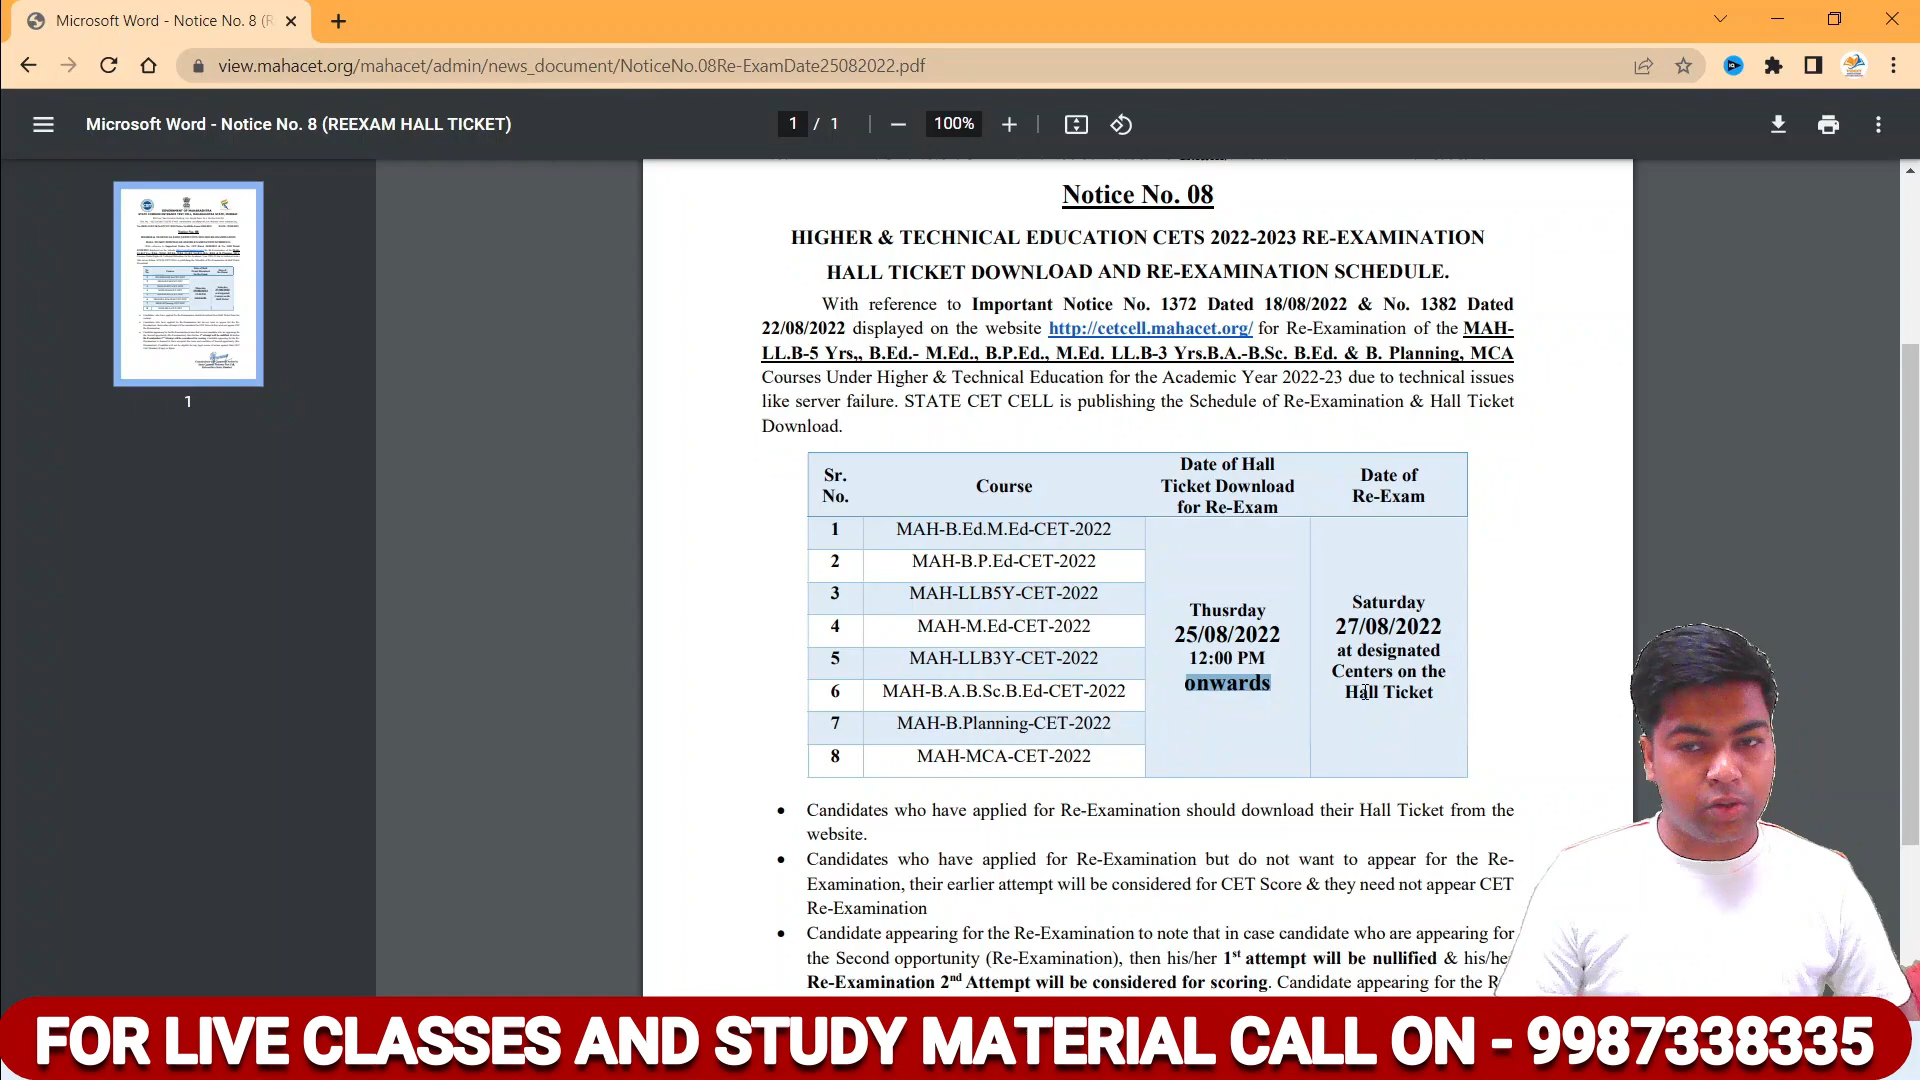 Microsoft Word - Notice No. 8 (R
view.mahacet.org/mahacet/admin/news_document/NoticeNo.08Re-ExamDate25082022.pdf
Microsoft Word - Notice No. 8 (REEXAM HALL TICKET)
1 / 1
100%
1
Notice No. 08
HIGHER & TECHNICAL EDUCATION CETS 2022-2023 RE-EXAMINATION
HALL TICKET DOWNLOAD AND RE-EXAMINATION SCHEDULE.
With reference to Important Notice No. 1372 Dated 18/08/2022 & No. 1382 Dated
22/08/2022 displayed on the website http://cetcell.mahacet.org/ for Re-Examination of the MAH-
LL.B-5 Yrs,, B.Ed.- M.Ed., B.P.Ed., M.Ed. LL.B-3 Yrs.B.A.-B.Sc. B.Ed. & B. Planning, MCA
Courses Under Higher & Technical Education for the Academic Year 2022-23 due to technical issues
like server failure. STATE CET CELL is publishing the Schedule of Re-Examination & Hall Ticket
Download.
Sr. No. Course Date of Hall Ticket Download for Re-Exam Date of Re-Exam
1 MAH-B.Ed.M.Ed-CET-2022
2 MAH-B.P.Ed-CET-2022
3 MAH-LLB5Y-CET-2022
4 MAH-M.Ed-CET-2022
5 MAH-LLB3Y-CET-2022
6 MAH-B.A.B.Sc.B.Ed-CET-2022
7 MAH-B.Planning-CET-2022
8 MAH-MCA-CET-2022
Thusrday
25/08/2022
12:00 PM
onwards
Saturday
27/08/2022
at designated
Centers on the
Hall Ticket
• Candidates who have applied for Re-Examination should download their Hall Ticket from the
website.
• Candidates who have applied for Re-Examination but do not want to appear for the Re-
Examination, their earlier attempt will be considered for CET Score & they need not appear CET
Re-Examination
• Candidate appearing for the Re-Examination to note that in case candidate who are appearing for
the Second opportunity (Re-Examination), then his/her 1st attempt will be nullified & his/he
Re-Examination 2nd Attempt will be considered for scoring. Candidate appearing for the R
FOR LIVE CLASSES AND STUDY MATERIAL CALL ON - 9987338335